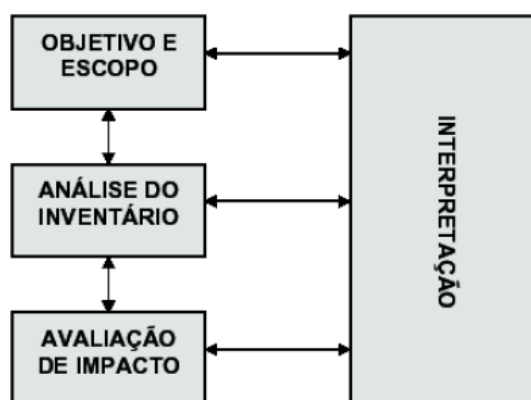 OBJETIVO E
ESCOPO
ANÁLISE DO
INVENTÁRIO
AVALIAÇÃO
DE IMPACTO
INTERPRETAÇÃO